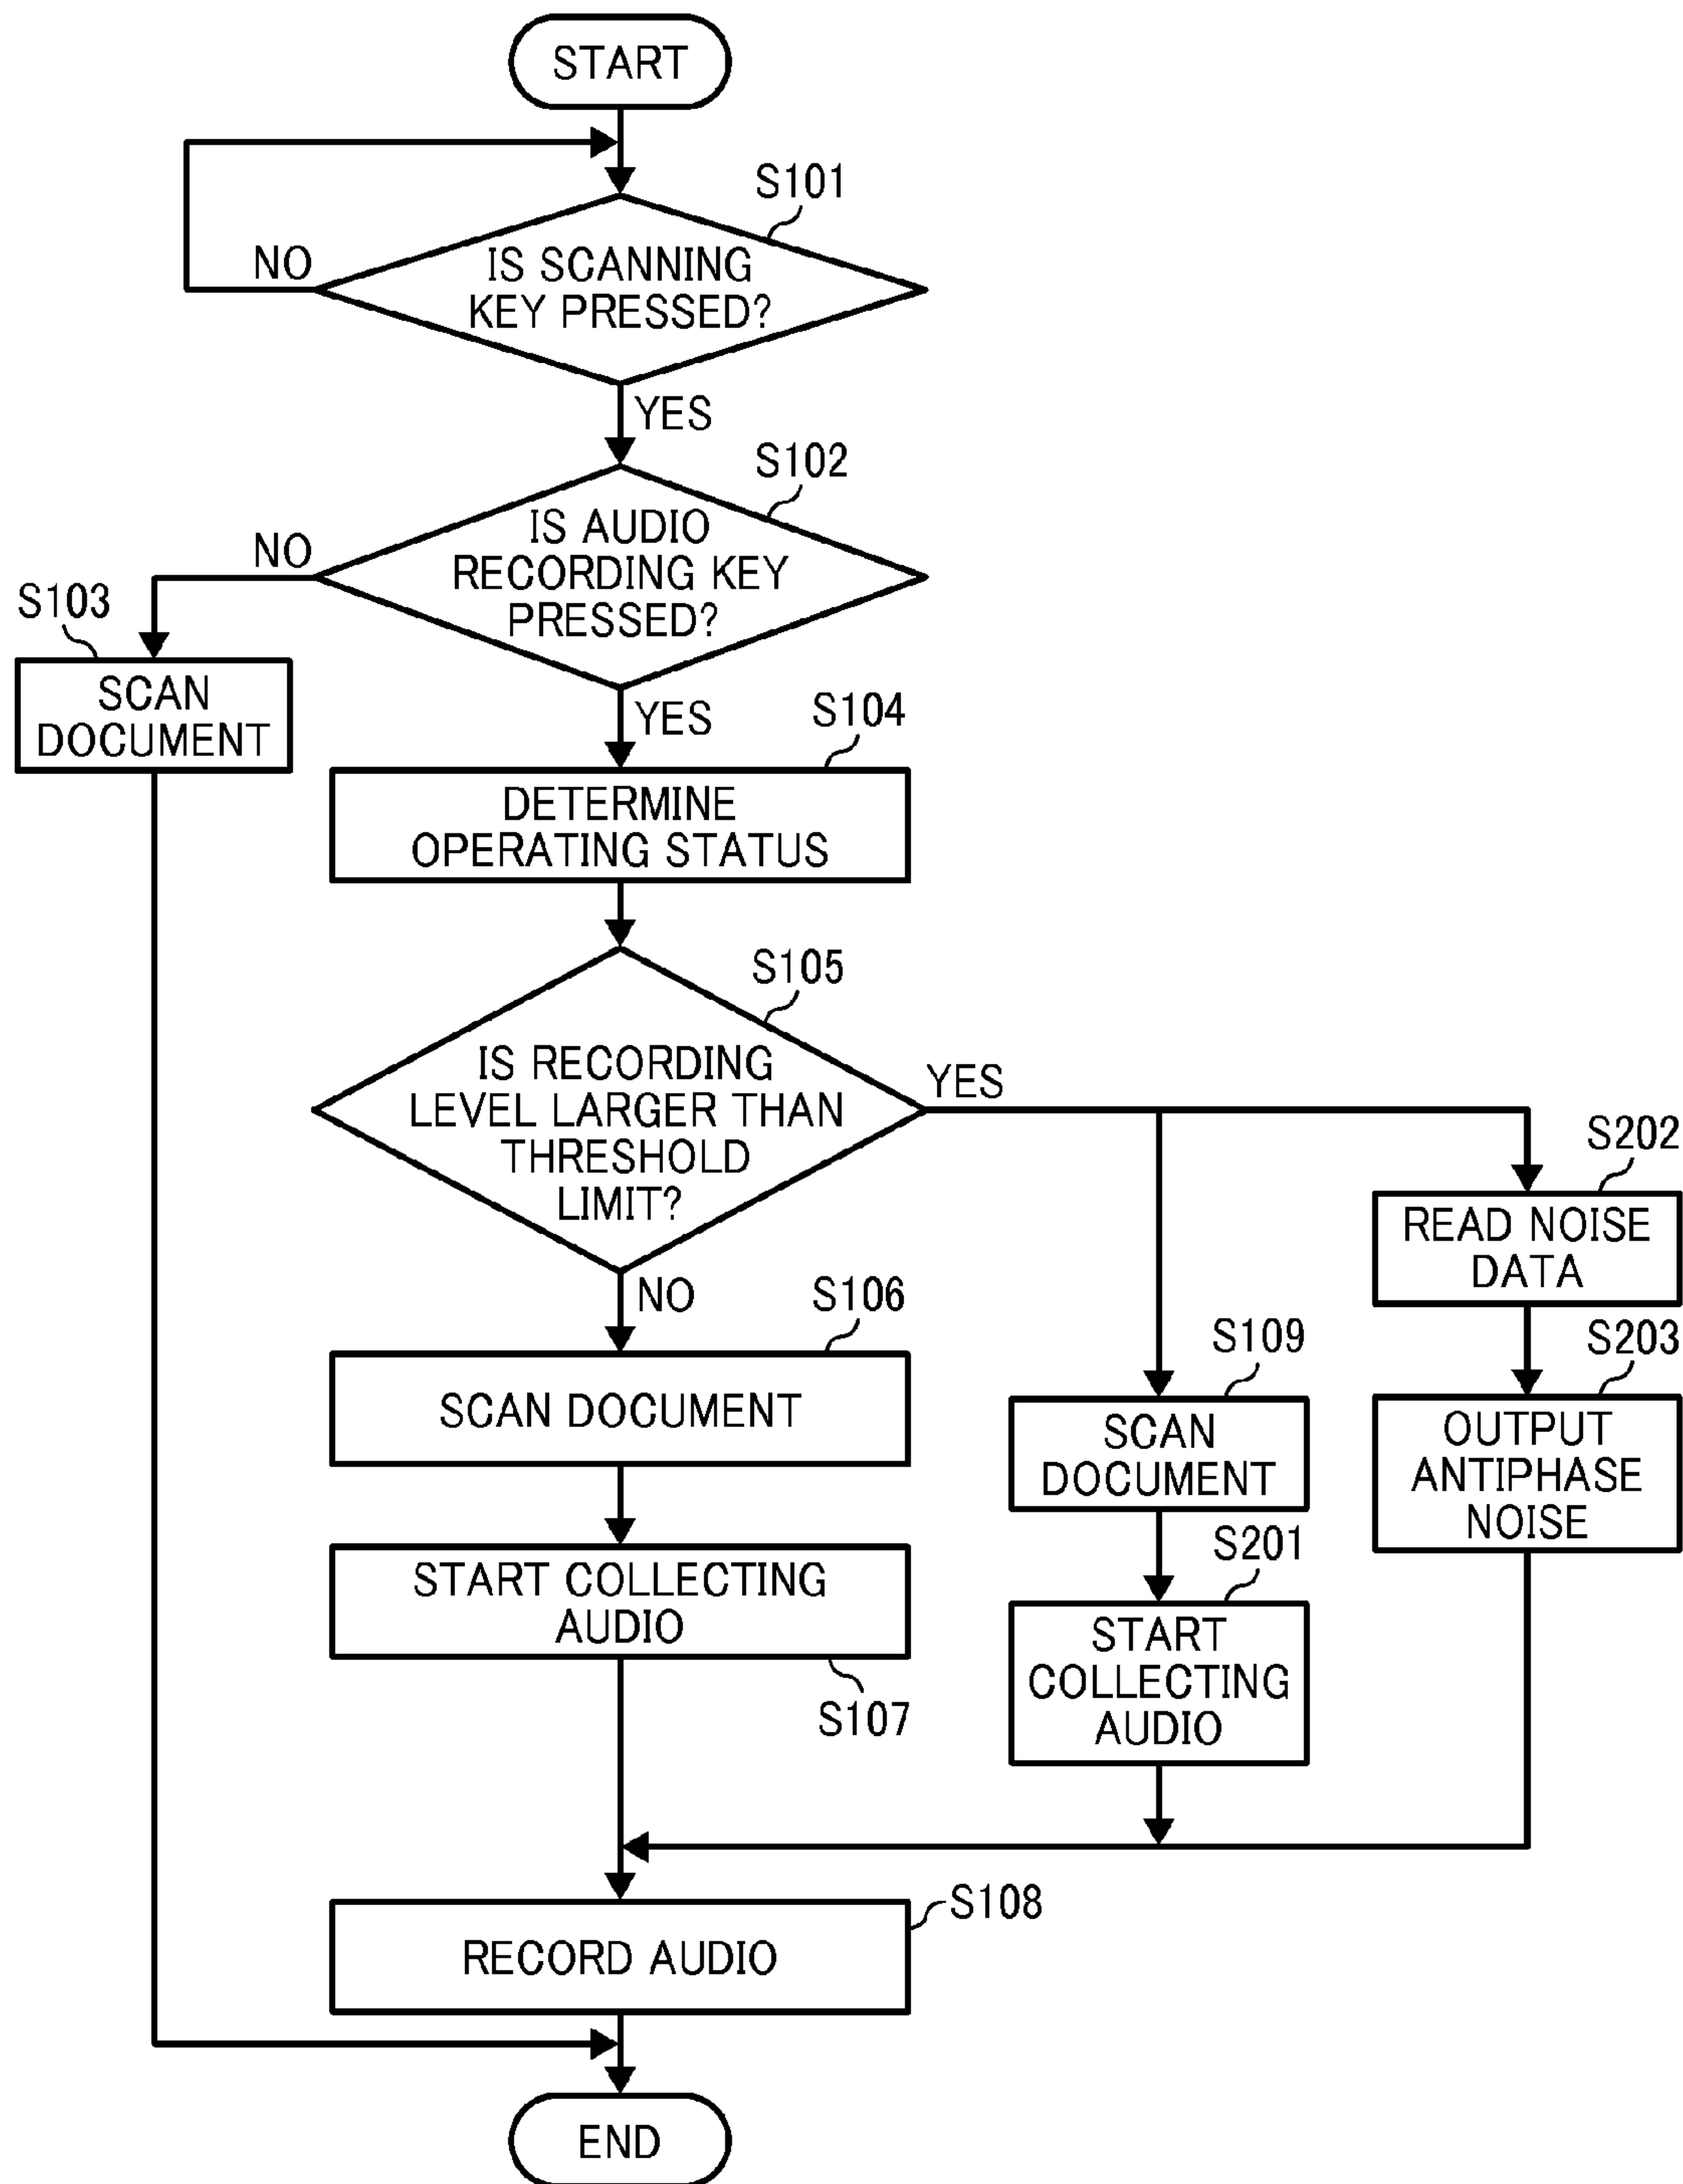 START
S101
NO
IS SCANNING
KEY PRESSED?
YES
S102
NO
IS AUDIO
RECORDING KEY
PRESSED?
S103
SCAN
DOCUMENT
YES
S104
DETERMINE
OPERATING STATUS
S105
IS RECORDING
LEVEL LARGER THAN
THRESHOLD
LIMIT?
YES
S202
READ NOISE
DATA
NO
S106
SCAN DOCUMENT
S109
SCAN
DOCUMENT
S203
OUTPUT
ANTIPHASE
NOISE
START COLLECTING
AUDIO
S107
S201
START
COLLECTING
AUDIO
S108
RECORD AUDIO
END